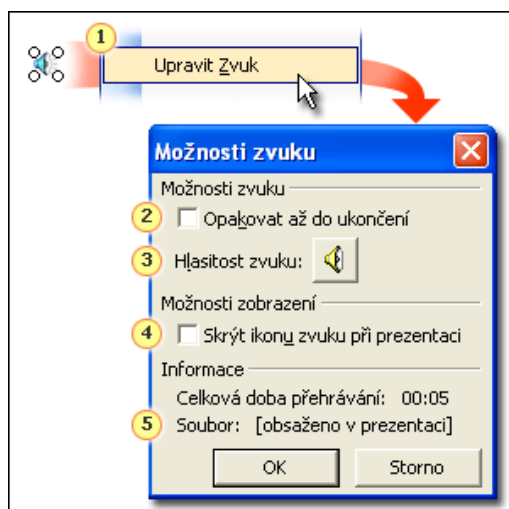 1
Upravit Zvuk
Možnosti zvuku
Možnosti zvuku
2 Opakovat až do ukončení
3 Hlasitost zvuku:
Možnosti zobrazení
4 Skrýt ikonu zvuku při prezentaci
Informace
Celková doba přehrávání: 00:05
5 Soubor: [obsaženo v prezentaci]
OK Storno